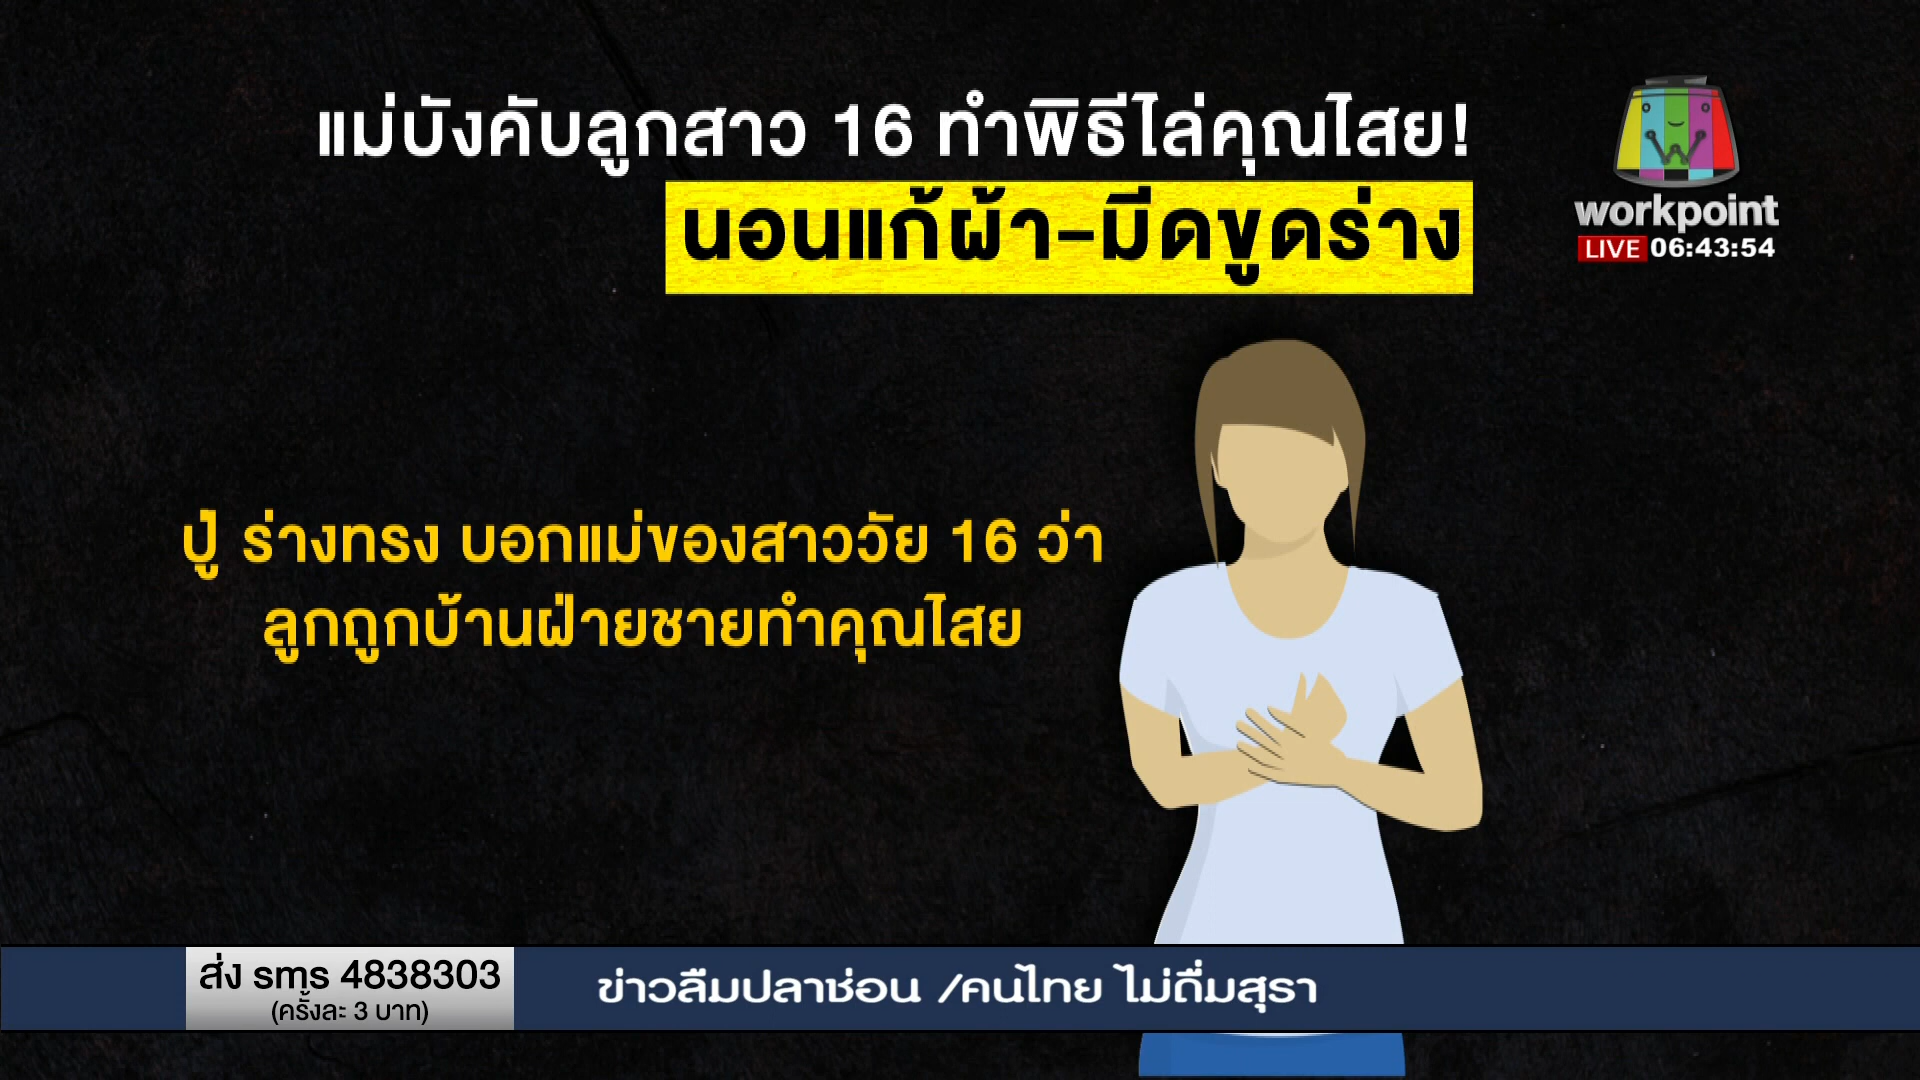 แม่บังคับลูกสาว 16 ทำพิธีไล่คุณไสย!
นอนแก้ผ้า-มีดขูดร่าง
workpoint
LIVE 06:43:54
ปู่ ร่างทรง บอกแม่ของสาววัย 16 ว่า
ลูกถูกบ้านฝ่ายชายทำคุณไสย
ส่ง sms 4838303
(ครั้งละ 3 บาท)
ข่าวลืมปลาช่อน /คนไทย ไม่ดื่มสุรา